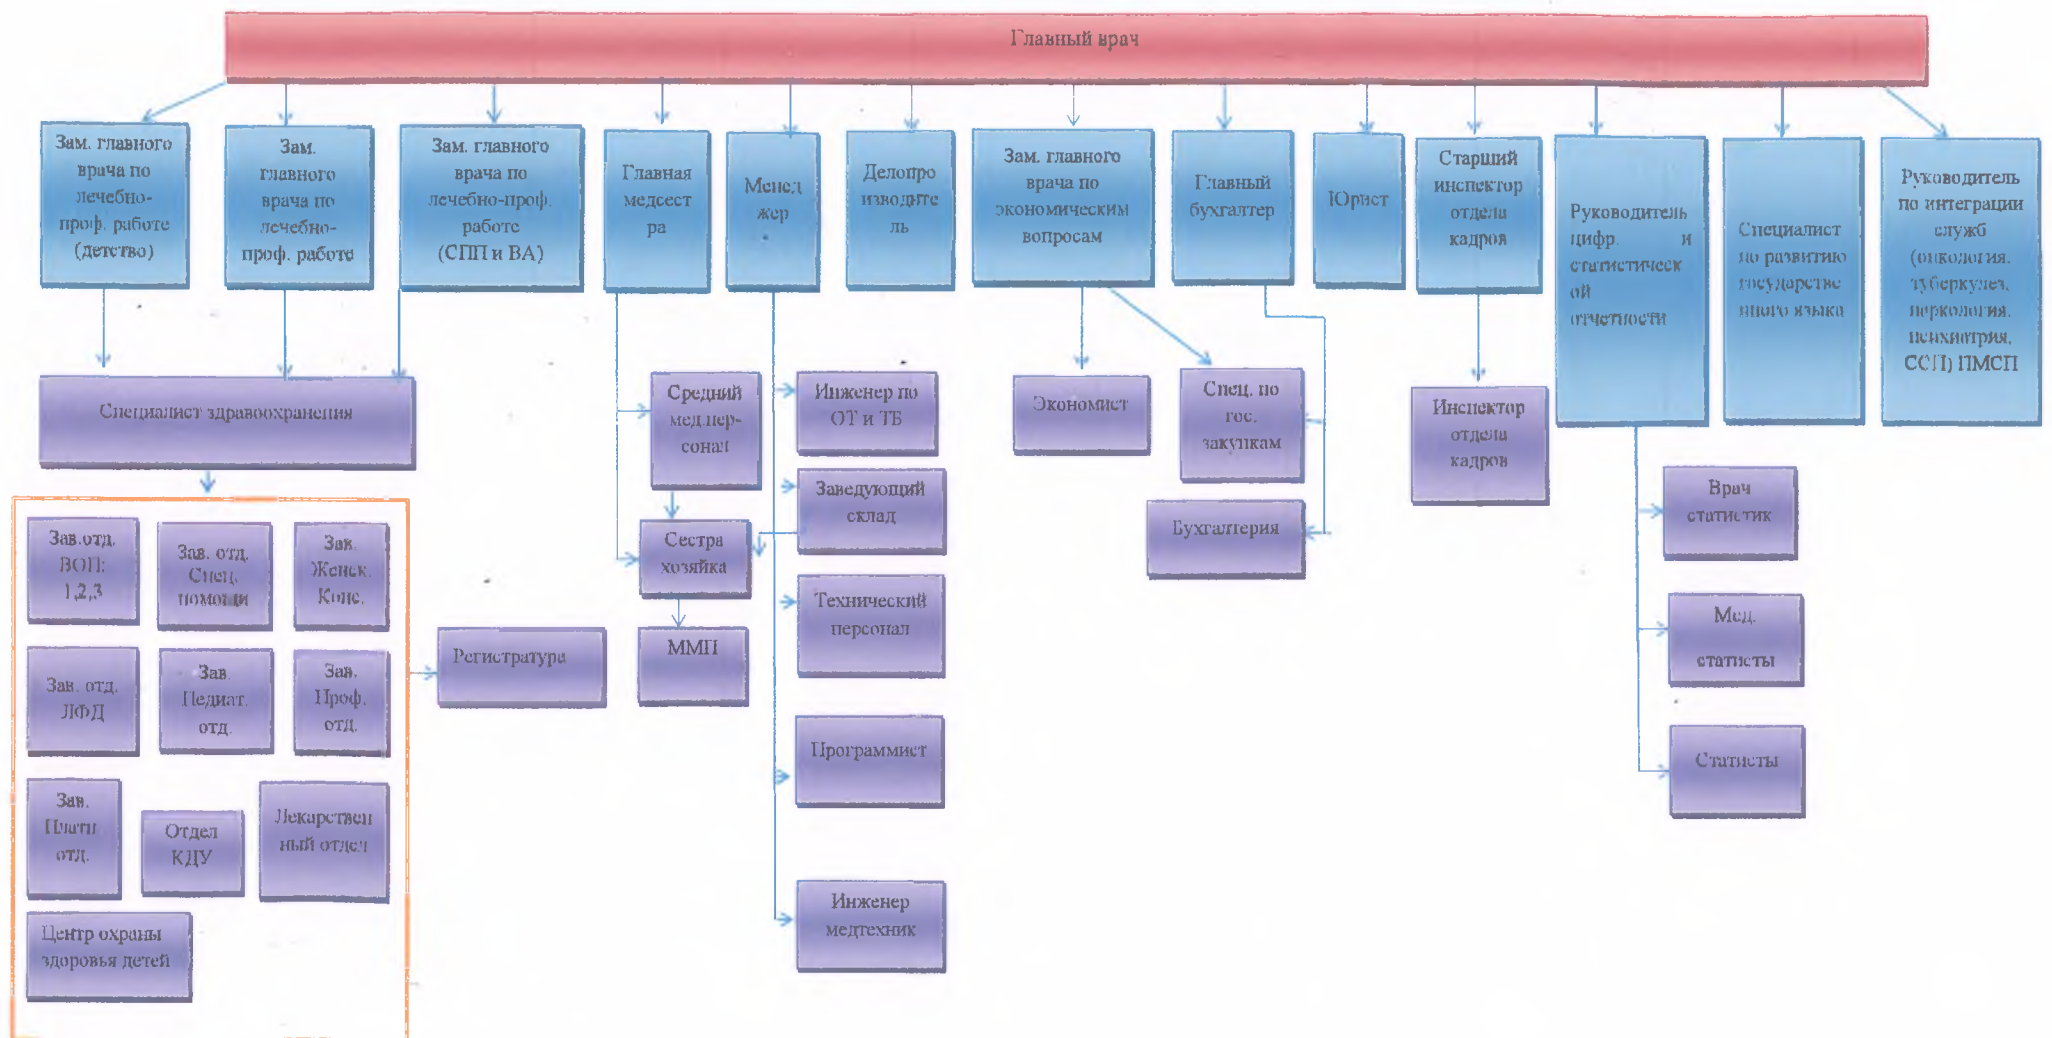 Главный врач
Зам. главного
врача по
лечебно-
проф. работе
(детство)
Зам.
главного
врача по
лечебно-
проф. работе
Зам. главного
врача по
лечебно-проф.
работе
(СПП и ВА)
Главная
медсест
ра
Менед
жер
Делопро
изводите
ль
Зам. главного
врача по
экономическим
вопросам
Главный
бухгалтер
Юрист
Старший
инспектор
отдела
кадров
Руководитель
цифр. и
статистическ
ой
отчетности
Специалист
по развитию
государстве
нного языка
Руководитель
по интеграции
служб
(онкология,
туберкулез,
наркология,
психиатрия,
ССП) ПМСП
Специалист здравоохранения
Средний
мед.пер-
сонал
Инженер по
ОТ и ТБ
Экономист
Спец. по
гос.
закупкам
Инспектор
отдела
кадров
Заведующий
склад
Сестра
хозяйка
Бухгалтерия
Врач
статистик
Зав.отд.
ВОП:
1,2,3
Зав. отд.
Спец.
помощи
Зав.
Женск.
Конс.
Технический
персонал
ММП
Регистратура
Мед.
статисты
Зав. отд.
ЛФД
Зав.
Педиат.
отд.
Зав.
Проф.
отд.
Программист
Статисты
Зав.
Платн.
отд.
Отдел
КДУ
Лекарствен
ный отдел
Инженер
медтехник
Центр охраны
здоровья детей